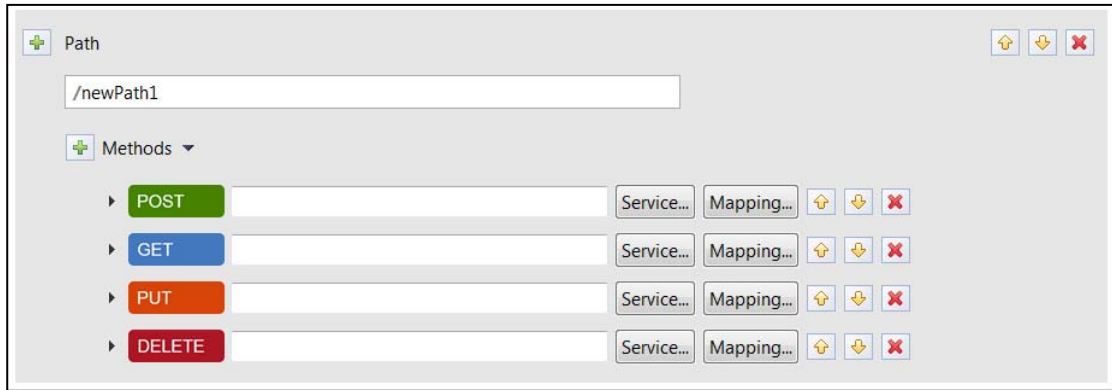 Path
/newPath1
Methods
POST Service... Mapping...
GET Service... Mapping...
PUT Service... Mapping...
DELETE Service... Mapping...